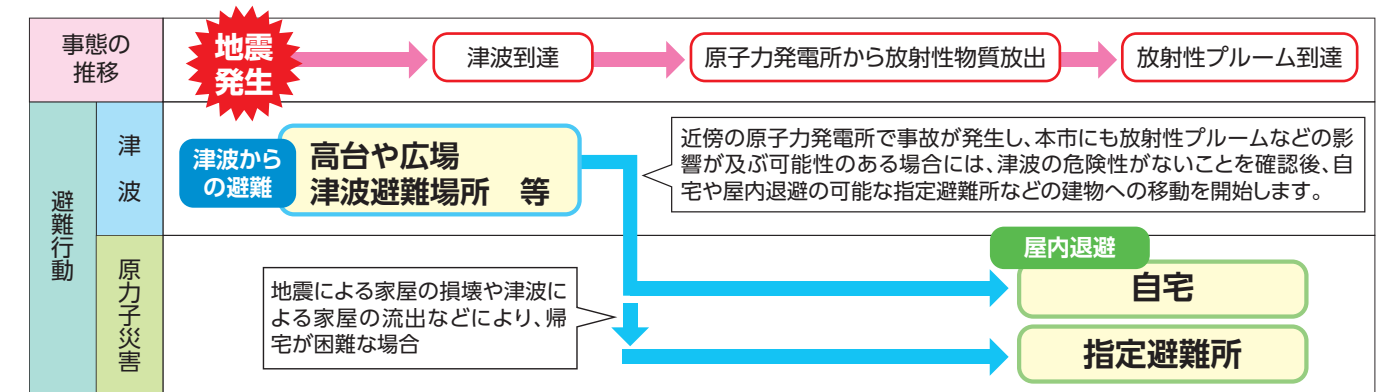 事態の
推移
地震
発生
津波到達
原子力発電所から放射性物質放出
放射性プルーム到達
避難行動
津波
津波から
の避難
高台や広場
津波避難場所　等
近傍の原子力発電所で事故が発生し、本市にも放射性プルームなどの影
響が及ぶ可能性のある場合には、津波の危険性がないことを確認後、自
宅や屋内退避の可能な指定避難所などの建物への移動を開始します。
原力子災害
地震による家屋の損壊や津波に
よる家屋の流出などにより、帰
宅が困難な場合
屋内退避
自宅
指定避難所